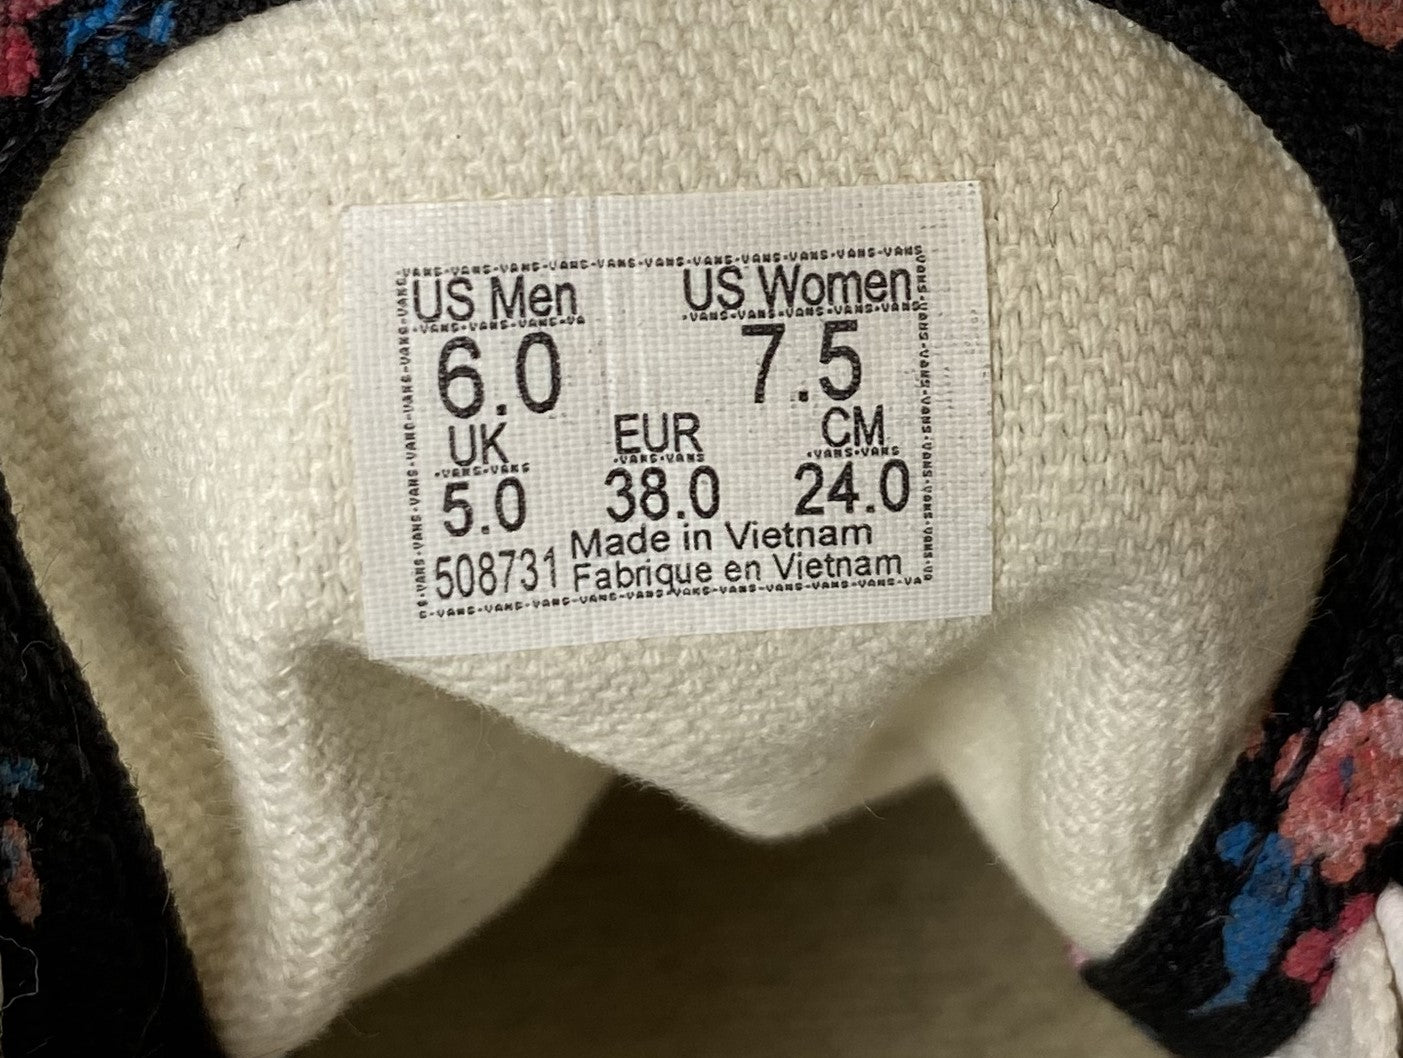 US Men US Women
6.0 7.5
UK EUR CM
5.0 38.0 24.0
508731 Made in Vietnam
Fabrique en Vietnam